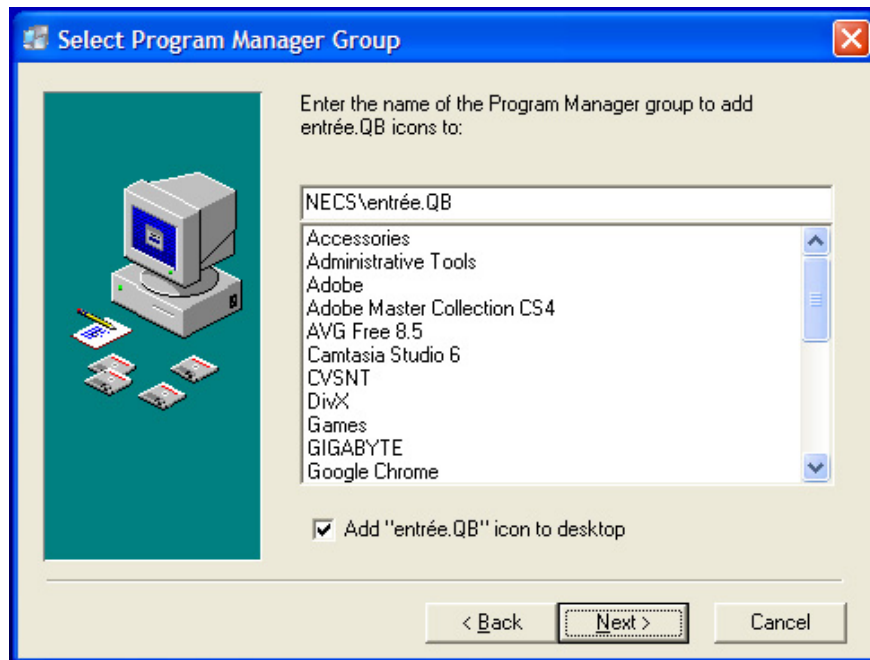 Select Program Manager Group
Enter the name of the Program Manager group to add
entrée.QB icons to:
NECS\entrée.QB
Accessories
Administrative Tools
Adobe
Adobe Master Collection CS4
AVG Free 8.5
Camtasia Studio 6
CVSNT
DivX
Games
GIGABYTE
Google Chrome
Add "entrée.QB" icon to desktop
< Back
Next >
Cancel